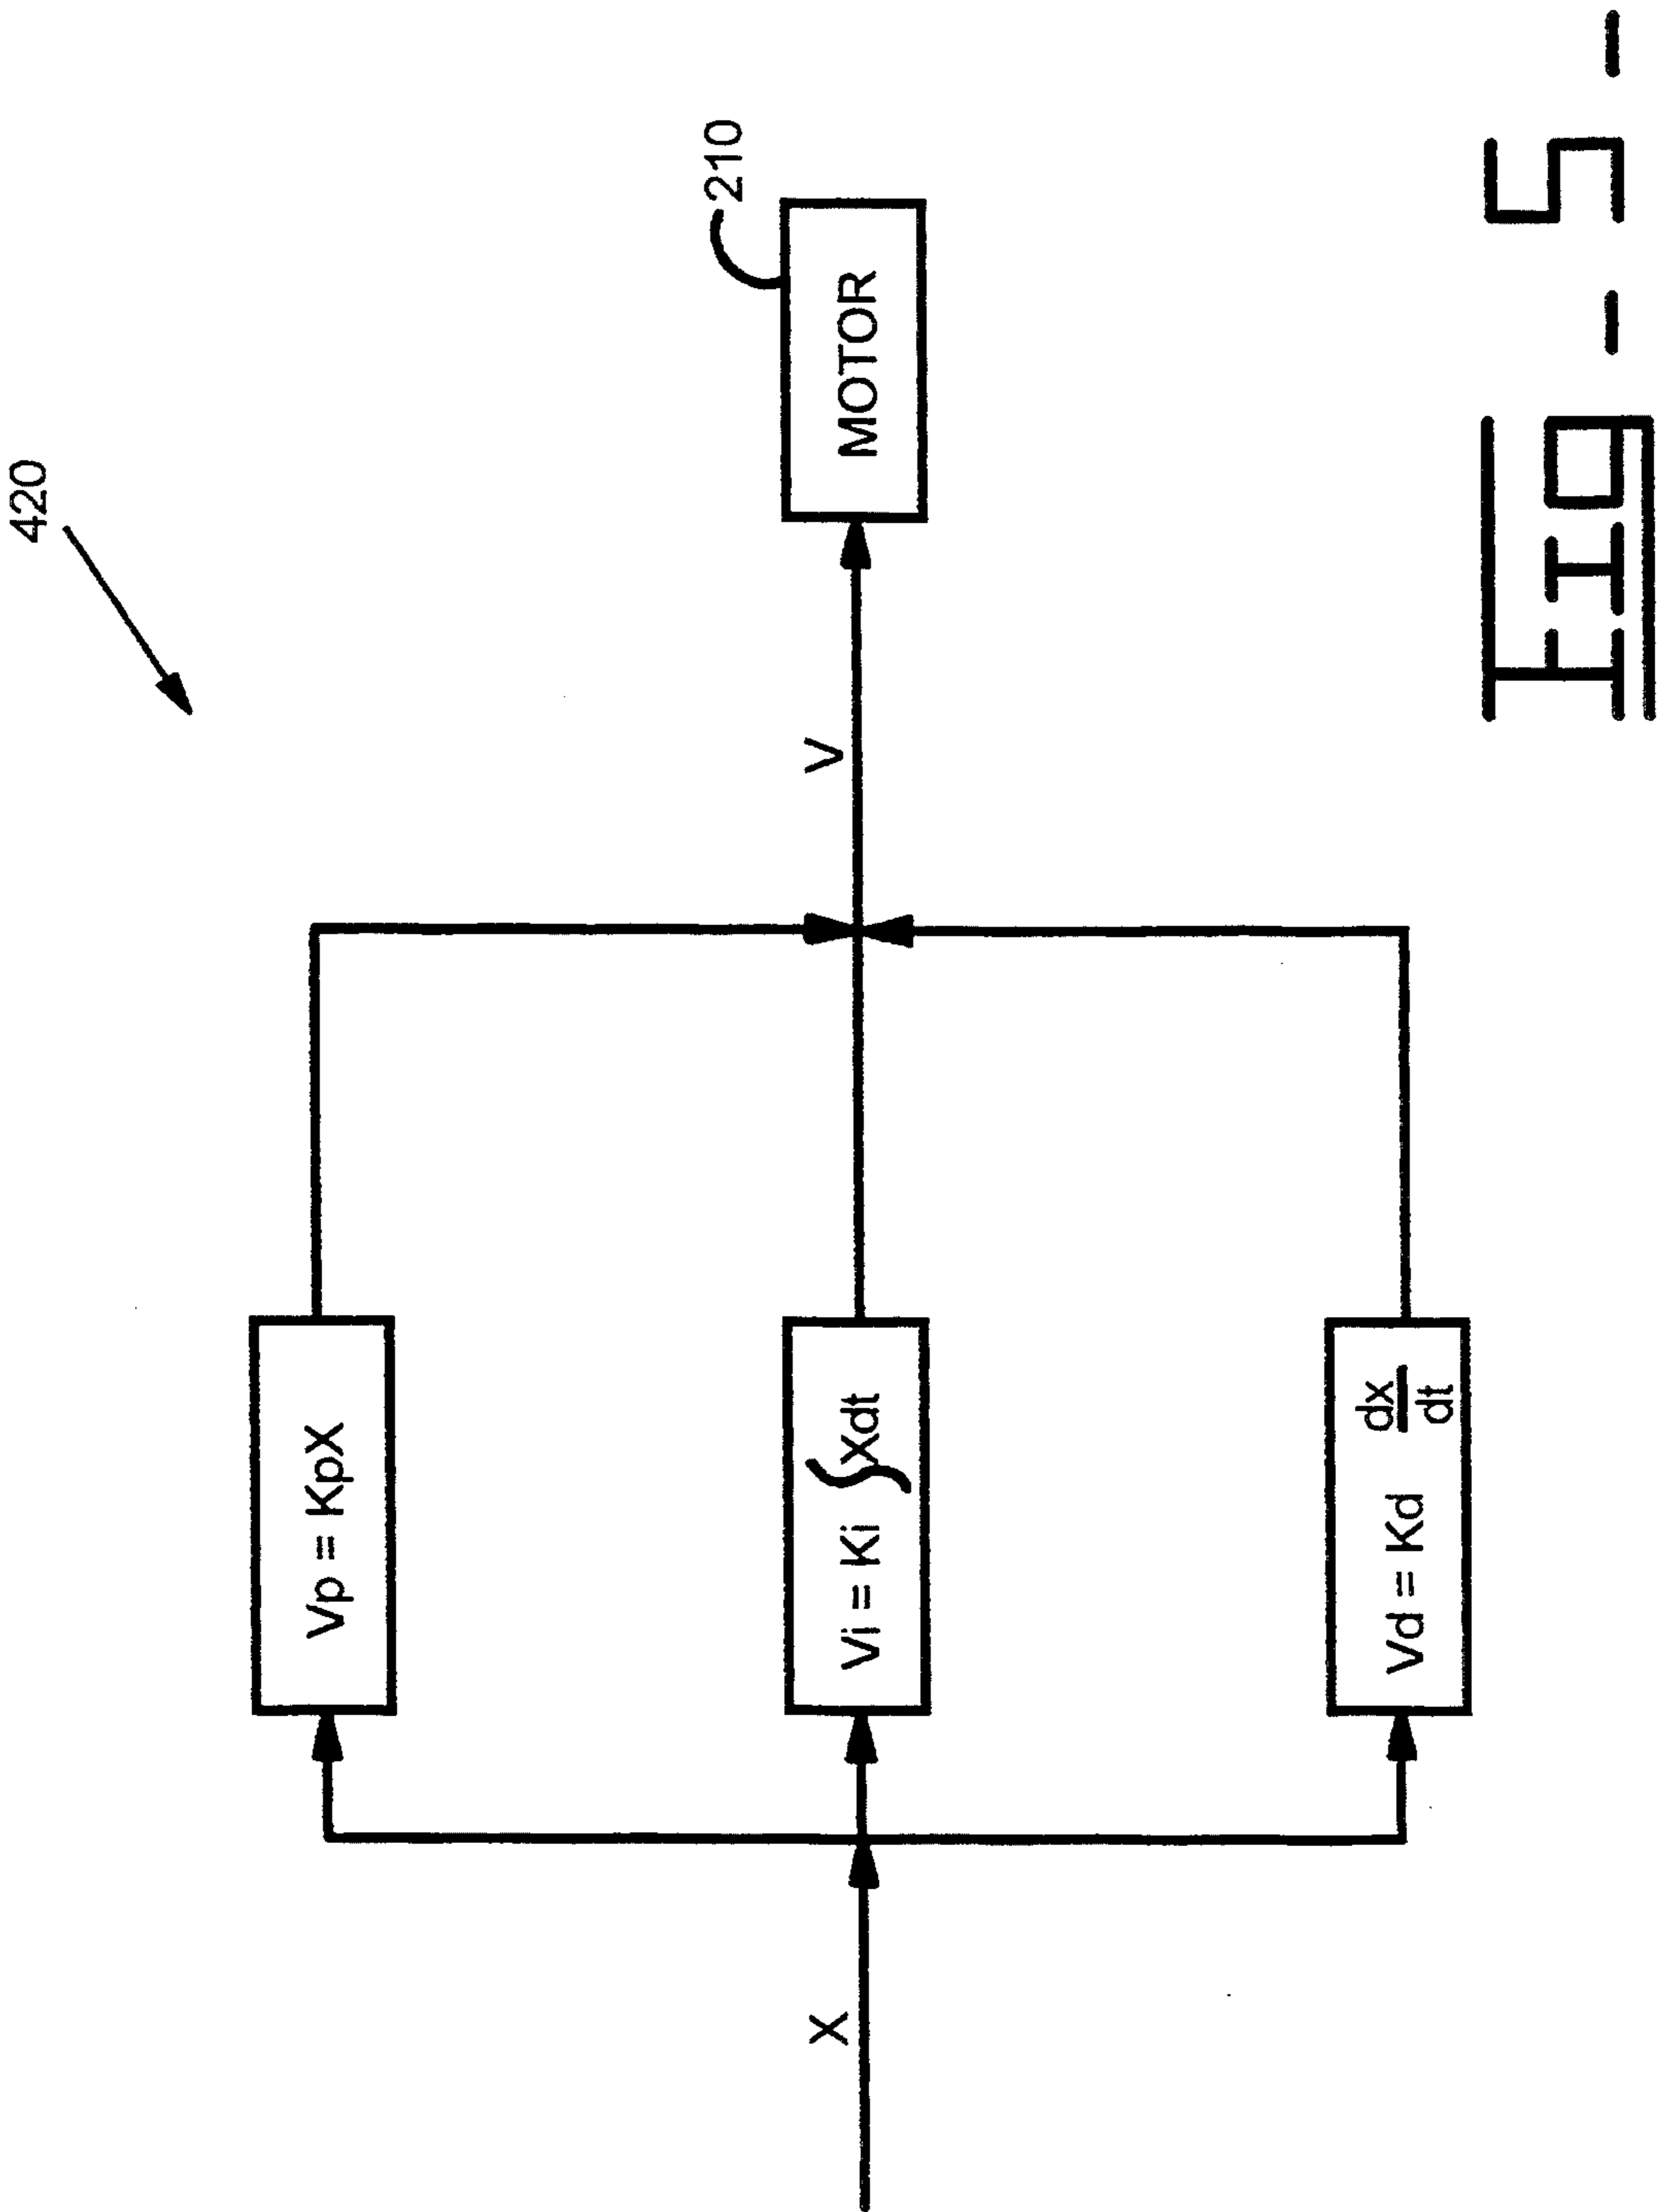 420
Vp = KpX
X
Vi = Ki ∫Xdt
V
MOTOR
210
Vd = Kd dx/dt
Fig - 5 -